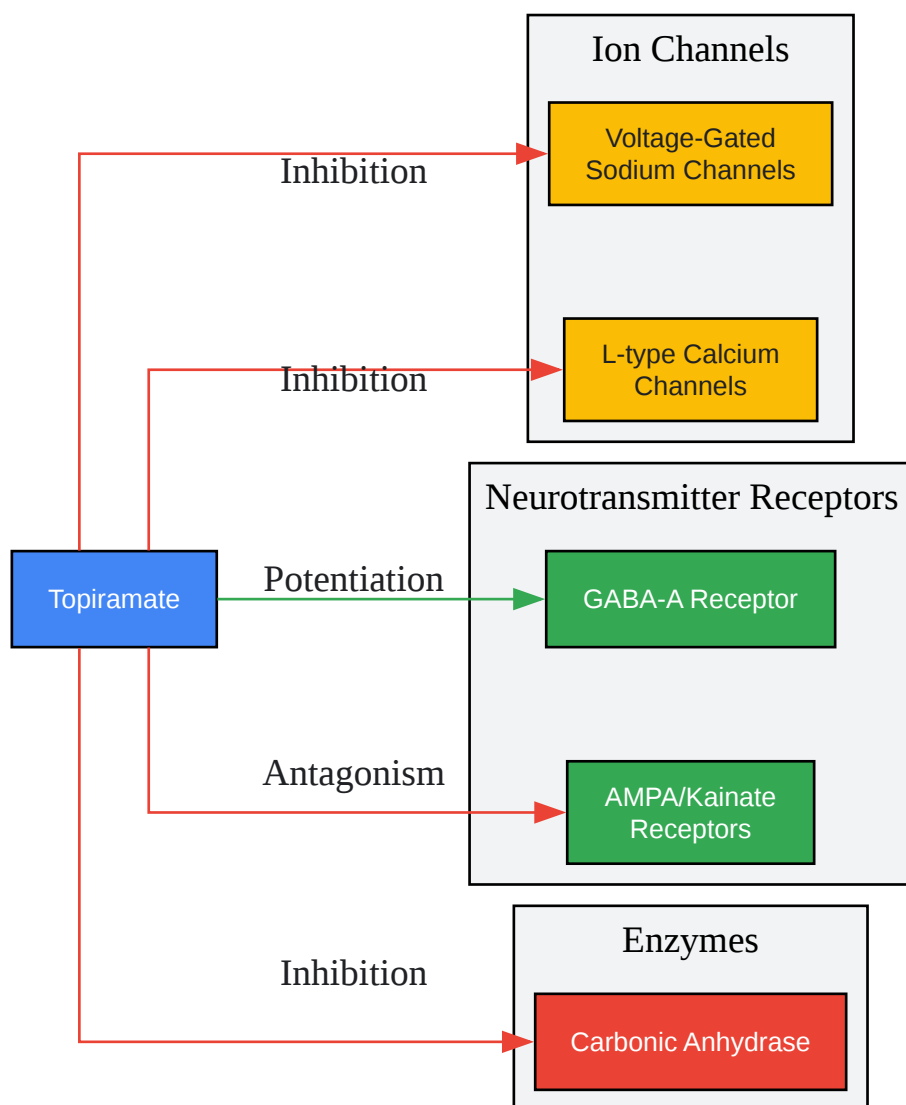 Ion Channels
Voltage-Gated
Sodium Channels
Inhibition
L-type Calcium
Channels
Inhibition
Neurotransmitter Receptors
Topiramate
Potentiation
GABA-A Receptor
Antagonism
AMPA/Kainate
Receptors
Enzymes
Inhibition
Carbonic Anhydrase